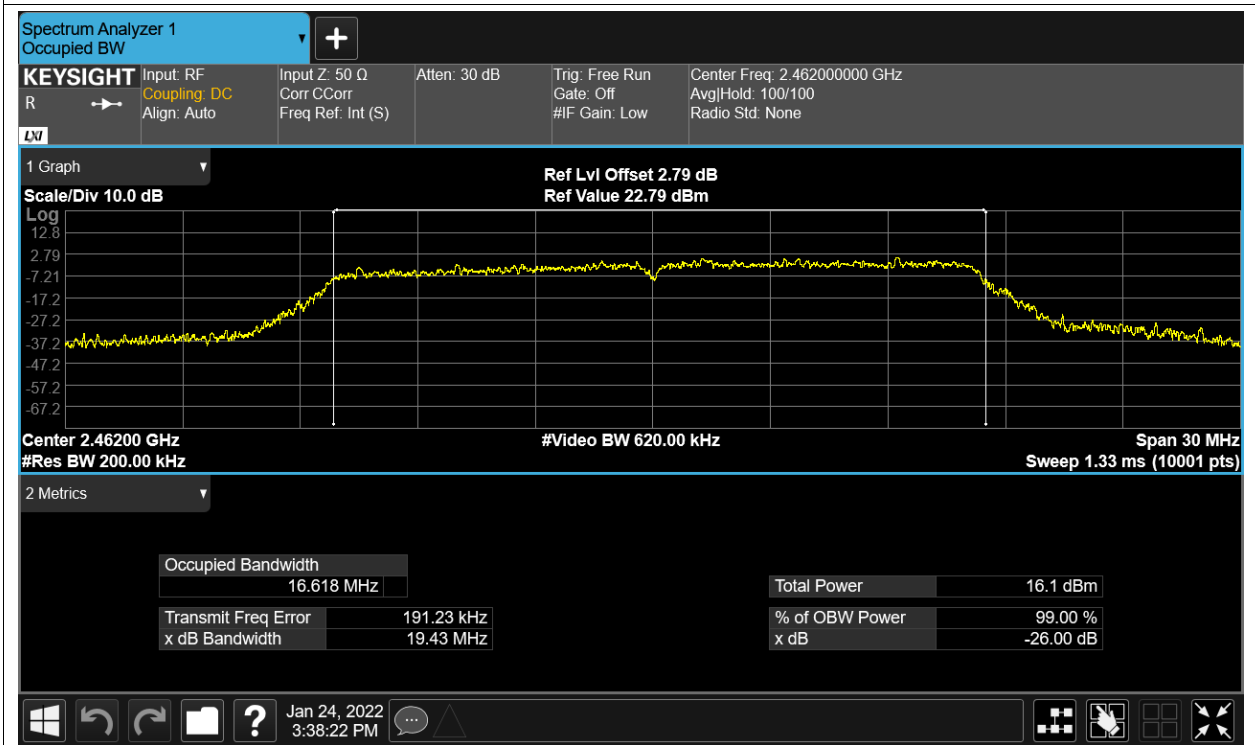 Spectrum Analyzer 1
Occupied BW
KEYSIGHT
R
LXI
Input: RF
Coupling: DC
Align: Auto
Input Z: 50 Ω
Corr CCorr
Freq Ref: Int (S)
Atten: 30 dB
Trig: Free Run
Gate: Off
#IF Gain: Low
Center Freq: 2.462000000 GHz
Avg|Hold: 100/100
Radio Std: None
1 Graph
Scale/Div 10.0 dB
Ref Lvl Offset 2.79 dB
Ref Value 22.79 dBm
Log
12.8
2.79
-7.21
-17.2
-27.2
-37.2
-47.2
-57.2
-67.2
Center 2.46200 GHz
#Video BW 620.00 kHz
Span 30 MHz
#Res BW 200.00 kHz
Sweep 1.33 ms (10001 pts)
2 Metrics
Occupied Bandwidth
16.618 MHz
Total Power 16.1 dBm
Transmit Freq Error 191.23 kHz
% of OBW Power 99.00 %
x dB Bandwidth 19.43 MHz
x dB -26.00 dB
?
Jan 24, 2022
3:38:22 PM